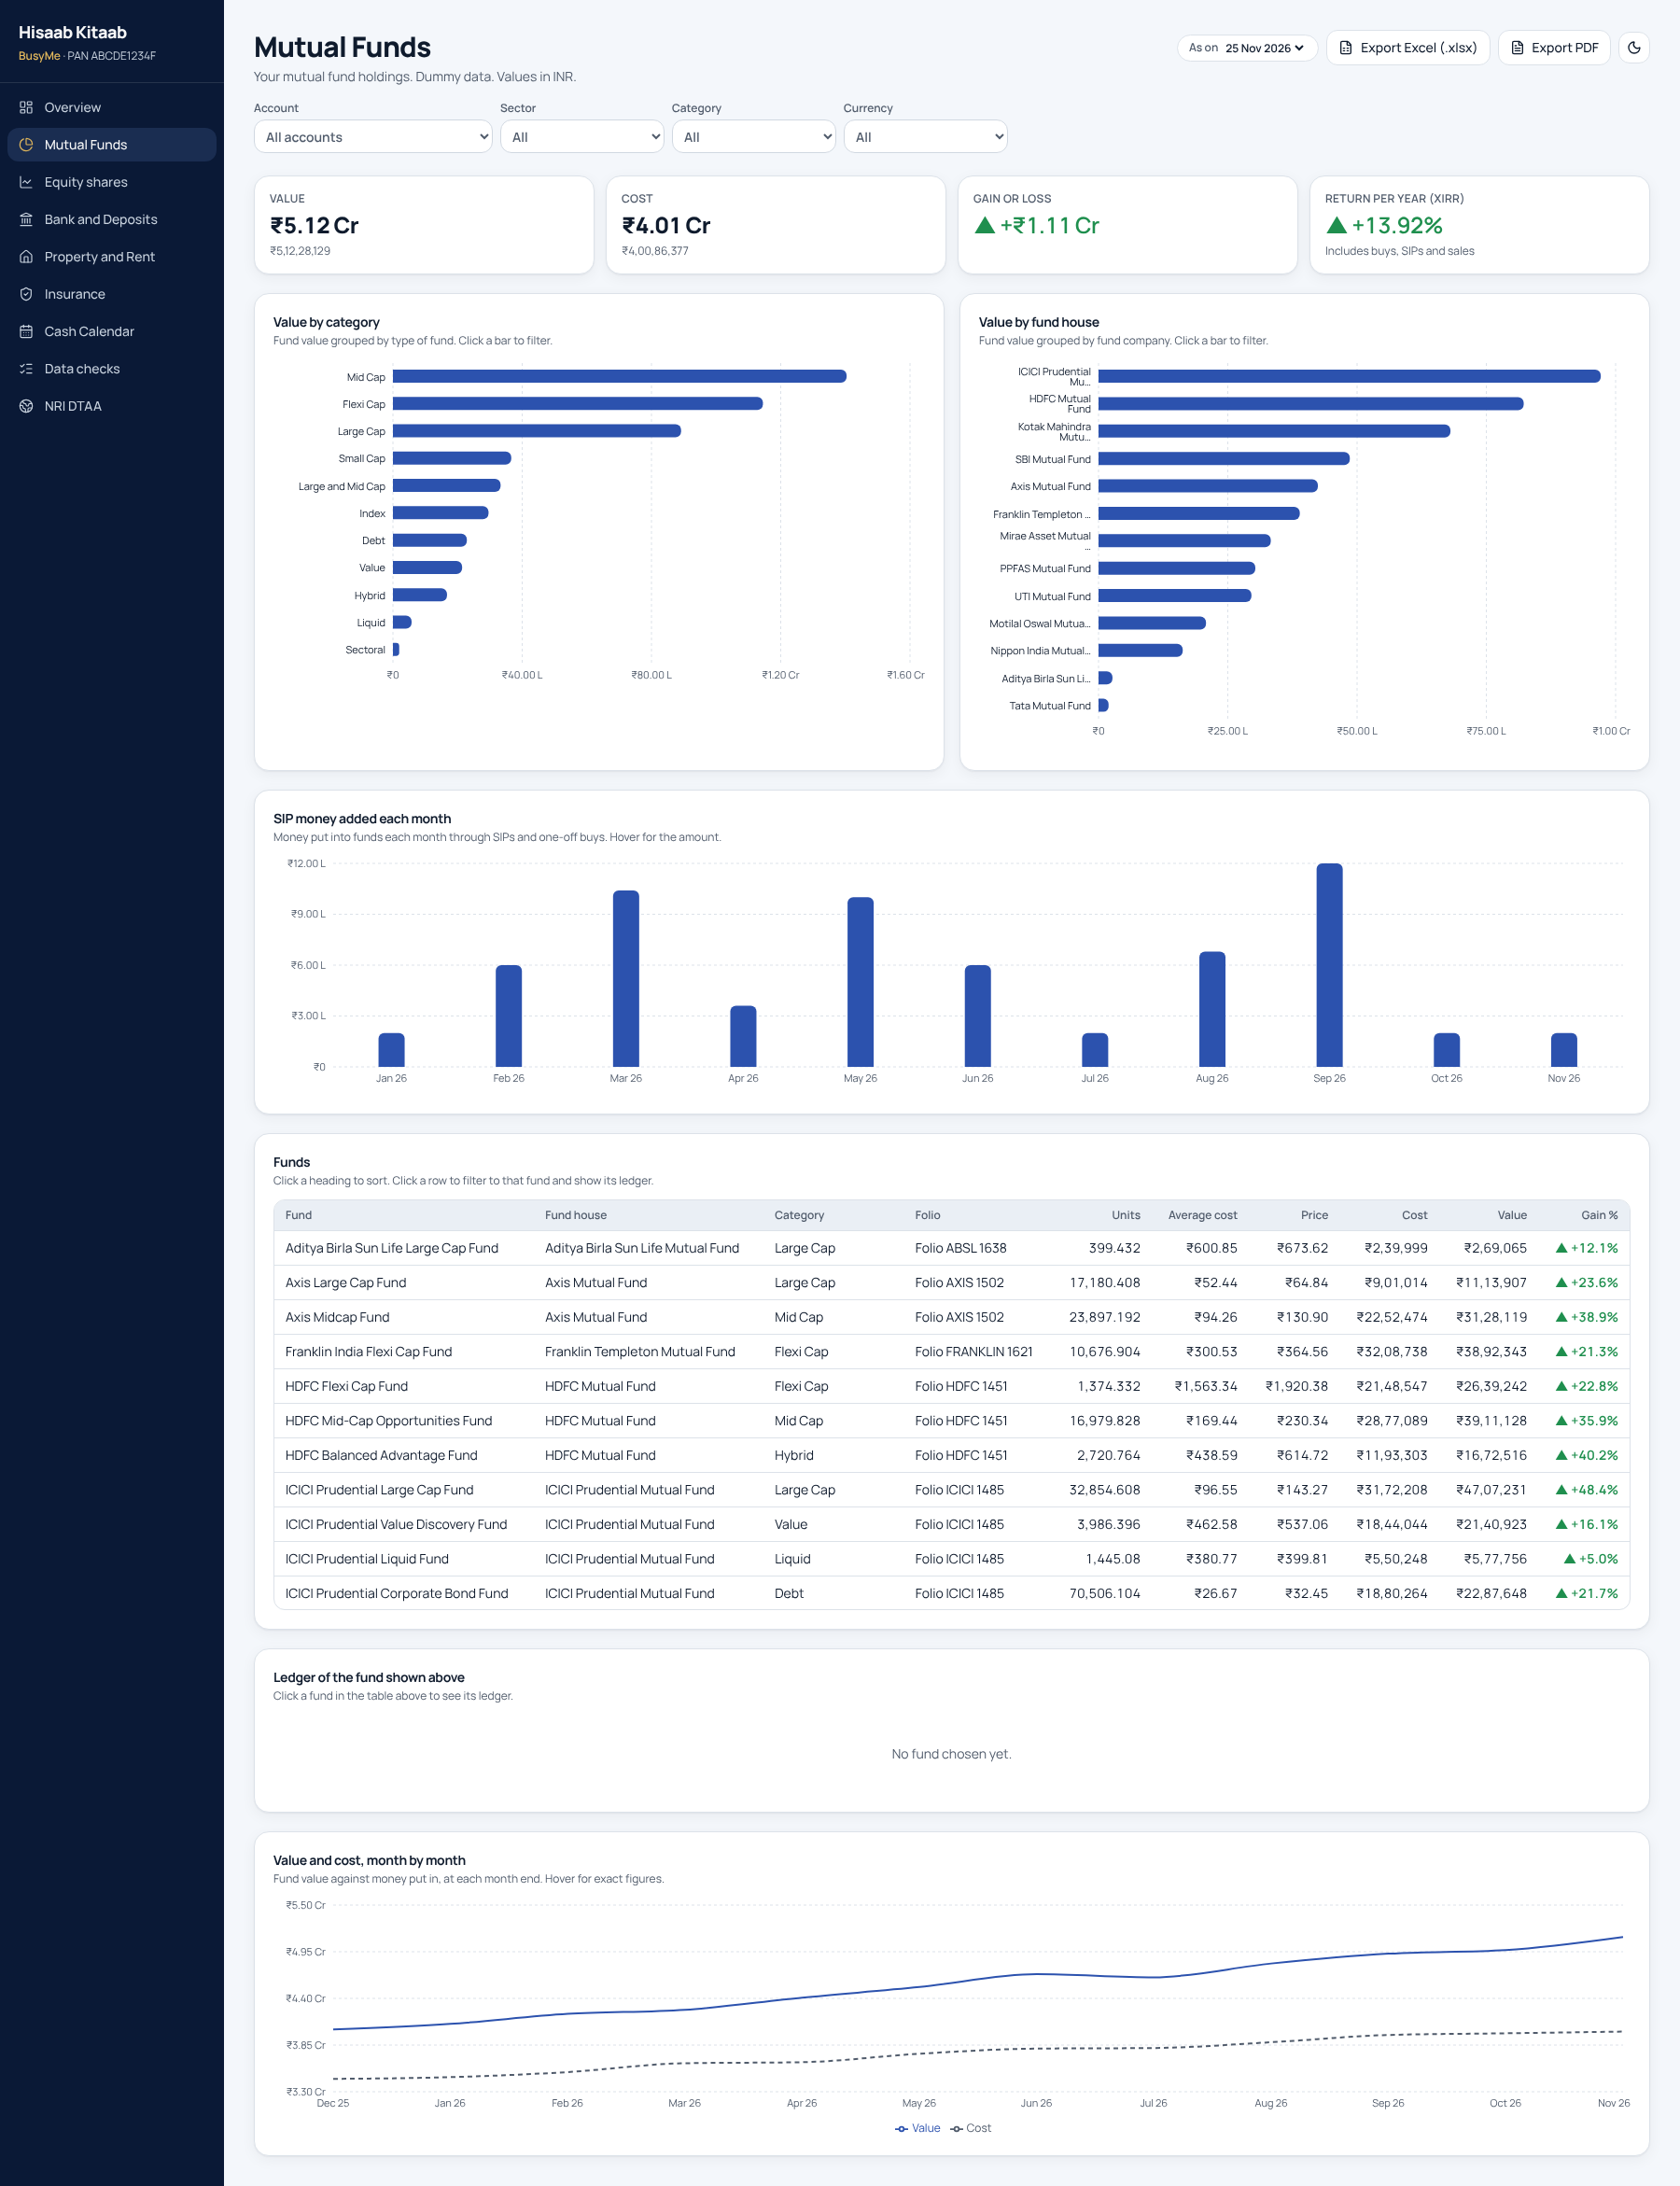 Hisaab Kitaab
BusyMe · PAN ABCDE1234F
Overview
Mutual Funds
Equity shares
Bank and Deposits
Property and Rent
Insurance
Cash Calendar
Data checks
NRI DTAA
Mutual Funds
Your mutual fund holdings. Dummy data. Values in INR.
As on 25 Nov 2026
Export Excel (.xlsx)
Export PDF
Account Sector Category Currency
All accounts All All All
VALUE
₹5.12 Cr
₹5,12,28,129
COST
₹4.01 Cr
₹4,00,86,377
GAIN OR LOSS
▲ +₹1.11 Cr
RETURN PER YEAR (XIRR)
▲ +13.92%
Includes buys, SIPs and sales
Value by category
Fund value grouped by type of fund. Click a bar to filter.
Mid Cap
Flexi Cap
Large Cap
Small Cap
Large and Mid Cap
Index
Debt
Value
Hybrid
Liquid
Sectoral
₹0 ₹40.00 L ₹80.00 L ₹1.20 Cr ₹1.60 Cr
Value by fund house
Fund value grouped by fund company. Click a bar to filter.
ICICI Prudential
Mu…
HDFC Mutual
Fund
Kotak Mahindra
Mutu…
SBI Mutual Fund
Axis Mutual Fund
Franklin Templeton …
Mirae Asset Mutual
…
PPFAS Mutual Fund
UTI Mutual Fund
Motilal Oswal Mutua…
Nippon India Mutual…
Aditya Birla Sun Li…
Tata Mutual Fund
₹0 ₹25.00 L ₹50.00 L ₹75.00 L ₹1.00 Cr
SIP money added each month
Money put into funds each month through SIPs and one-off buys. Hover for the amount.
₹12.00 L
₹9.00 L
₹6.00 L
₹3.00 L
₹0
Jan 26 Feb 26 Mar 26 Apr 26 May 26 Jun 26 Jul 26 Aug 26 Sep 26 Oct 26 Nov 26
Funds
Click a heading to sort. Click a row to filter to that fund and show its ledger.
Fund Fund house Category Folio Units Average cost Price Cost Value Gain %
Aditya Birla Sun Life Large Cap Fund Aditya Birla Sun Life Mutual Fund Large Cap Folio ABSL 1638 399.432 ₹600.85 ₹673.62 ₹2,39,999 ₹2,69,065 ▲ +12.1%
Axis Large Cap Fund Axis Mutual Fund Large Cap Folio AXIS 1502 17,180.408 ₹52.44 ₹64.84 ₹9,01,014 ₹11,13,907 ▲ +23.6%
Axis Midcap Fund Axis Mutual Fund Mid Cap Folio AXIS 1502 23,897.192 ₹94.26 ₹130.90 ₹22,52,474 ₹31,28,119 ▲ +38.9%
Franklin India Flexi Cap Fund Franklin Templeton Mutual Fund Flexi Cap Folio FRANKLIN 1621 10,676.904 ₹300.53 ₹364.56 ₹32,08,738 ₹38,92,343 ▲ +21.3%
HDFC Flexi Cap Fund HDFC Mutual Fund Flexi Cap Folio HDFC 1451 1,374.332 ₹1,563.34 ₹1,920.38 ₹21,48,547 ₹26,39,242 ▲ +22.8%
HDFC Mid-Cap Opportunities Fund HDFC Mutual Fund Mid Cap Folio HDFC 1451 16,979.828 ₹169.44 ₹230.34 ₹28,77,089 ₹39,11,128 ▲ +35.9%
HDFC Balanced Advantage Fund HDFC Mutual Fund Hybrid Folio HDFC 1451 2,720.764 ₹438.59 ₹614.72 ₹11,93,303 ₹16,72,516 ▲ +40.2%
ICICI Prudential Large Cap Fund ICICI Prudential Mutual Fund Large Cap Folio ICICI 1485 32,854.608 ₹96.55 ₹143.27 ₹31,72,208 ₹47,07,231 ▲ +48.4%
ICICI Prudential Value Discovery Fund ICICI Prudential Mutual Fund Value Folio ICICI 1485 3,986.396 ₹462.58 ₹537.06 ₹18,44,044 ₹21,40,923 ▲ +16.1%
ICICI Prudential Liquid Fund ICICI Prudential Mutual Fund Liquid Folio ICICI 1485 1,445.08 ₹380.77 ₹399.81 ₹5,50,248 ₹5,77,756 ▲ +5.0%
ICICI Prudential Corporate Bond Fund ICICI Prudential Mutual Fund Debt Folio ICICI 1485 70,506.104 ₹26.67 ₹32.45 ₹18,80,264 ₹22,87,648 ▲ +21.7%
Ledger of the fund shown above
Click a fund in the table above to see its ledger.
No fund chosen yet.
Value and cost, month by month
Fund value against money put in, at each month end. Hover for exact figures.
₹5.50 Cr
₹4.95 Cr
₹4.40 Cr
₹3.85 Cr
₹3.30 Cr
Dec 25 Jan 26 Feb 26 Mar 26 Apr 26 May 26 Jun 26 Jul 26 Aug 26 Sep 26 Oct 26 Nov 26
Value Cost